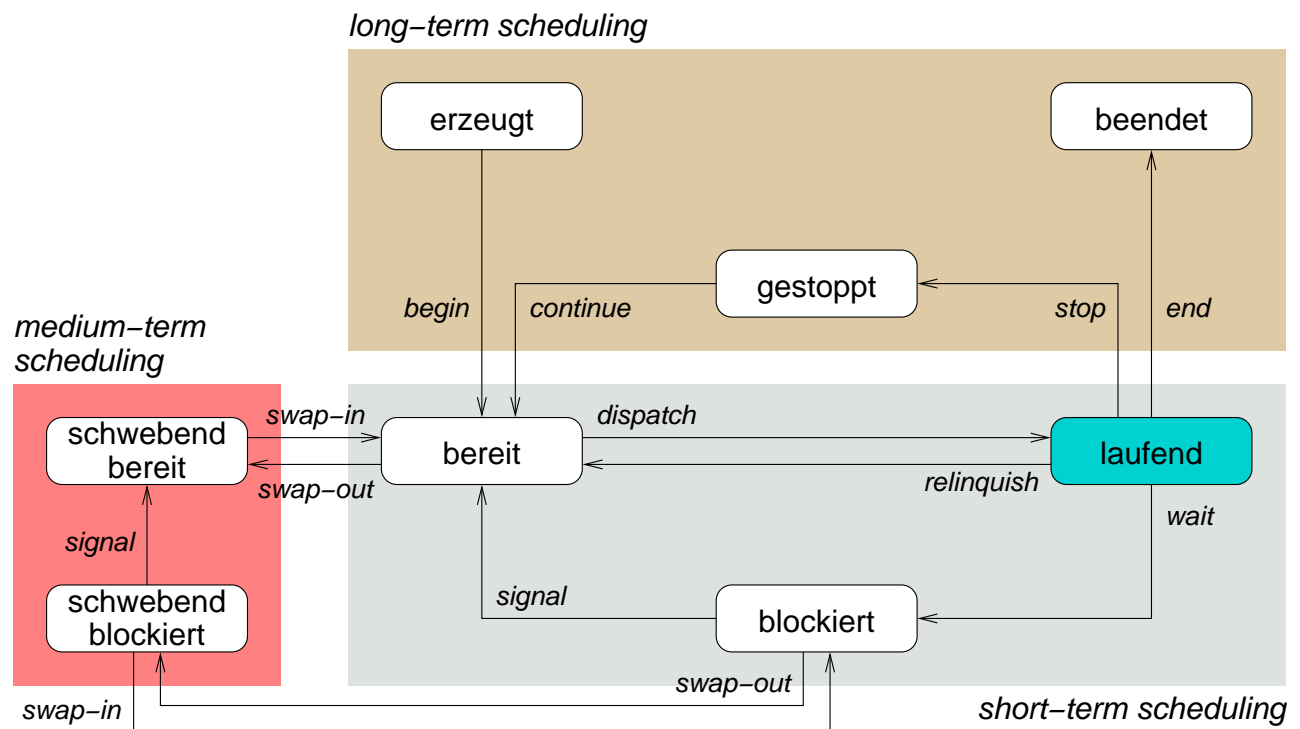 long−term scheduling
erzeugt
beendet
gestoppt
begin
continue
stop
end
medium−term
scheduling
schwebend
bereit
swap−in
swap−out
bereit
dispatch
relinquish
laufend
wait
signal
signal
schwebend
blockiert
blockiert
swap−in
swap−out
short−term scheduling